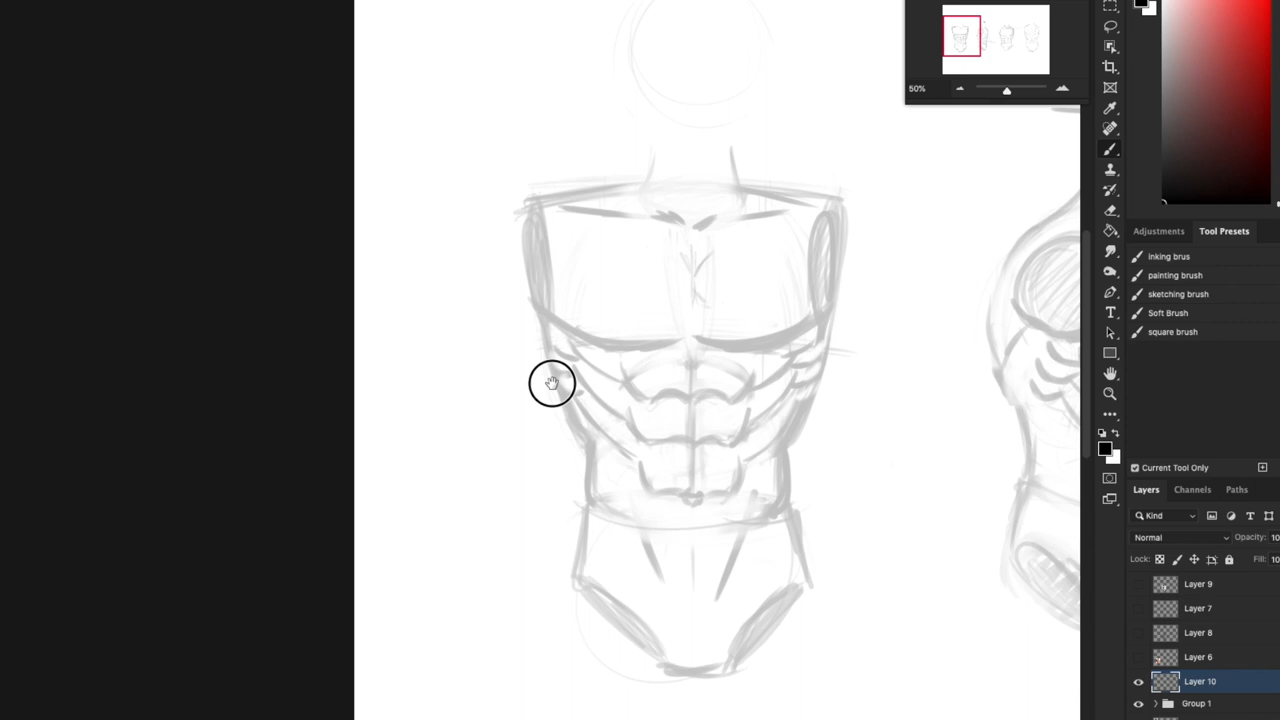 50%
Adjustments
Tool Presets
inking brus
painting brush
sketching brush
Soft Brush
square brush
Current Tool Only
Layers Channels Paths
Kind
Normal Opacity: 10
Lock: Fill: 10
Layer 9
Layer 7
Layer 8
Layer 6
Layer 10
Group 1